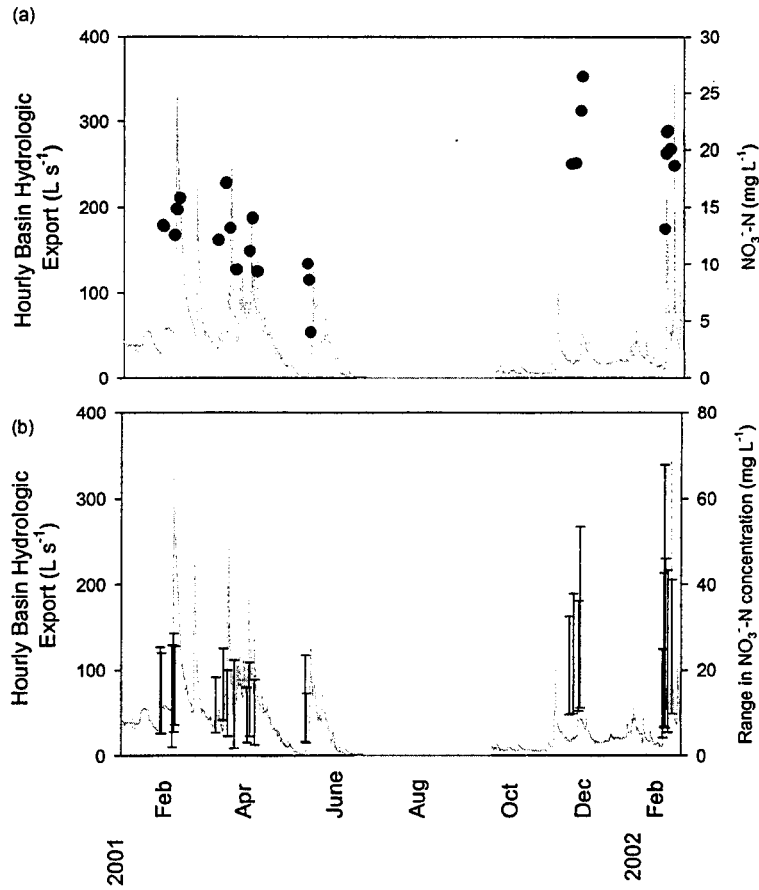 (a)
400
300
200
100
0
Hourly Basin Hydrologic
Export (L s⁻¹)
30
25
20
15
10
5
0
NO₃⁻-N (mg L⁻¹)
(b)
400
300
200
100
0
Hourly Basin Hydrologic
Export (L s⁻¹)
80
60
40
20
0
Range in NO₃⁻-N concentration (mg L⁻¹)
Feb
Apr
June
Aug
Oct
Dec
Feb
2001
2002